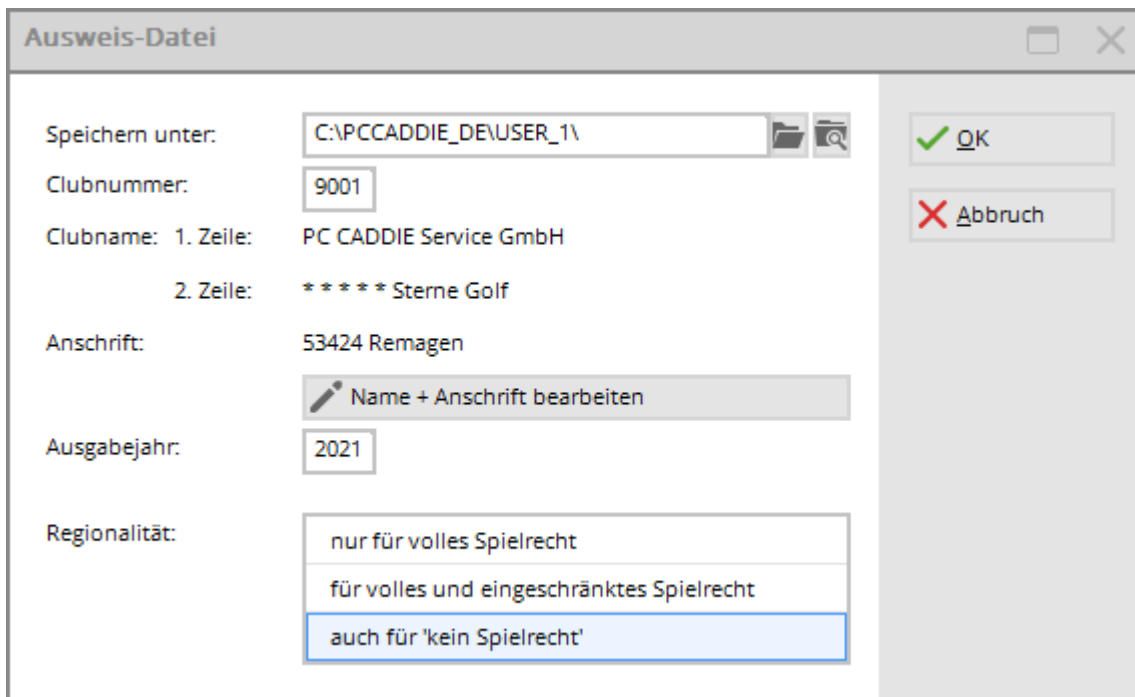 Ausweis-Datei
Speichern unter: C:\PCCADDIE_DE\USER_1\
OK
Clubnummer: 9001
Abbruch
Clubname: 1. Zeile: PC CADDIE Service GmbH
2. Zeile: * * * * * Sterne Golf
Anschrift: 53424 Remagen
Name + Anschrift bearbeiten
Ausgabejahr: 2021
Regionalität: nur für volles Spielrecht
für volles und eingeschränktes Spielrecht
auch für 'kein Spielrecht'